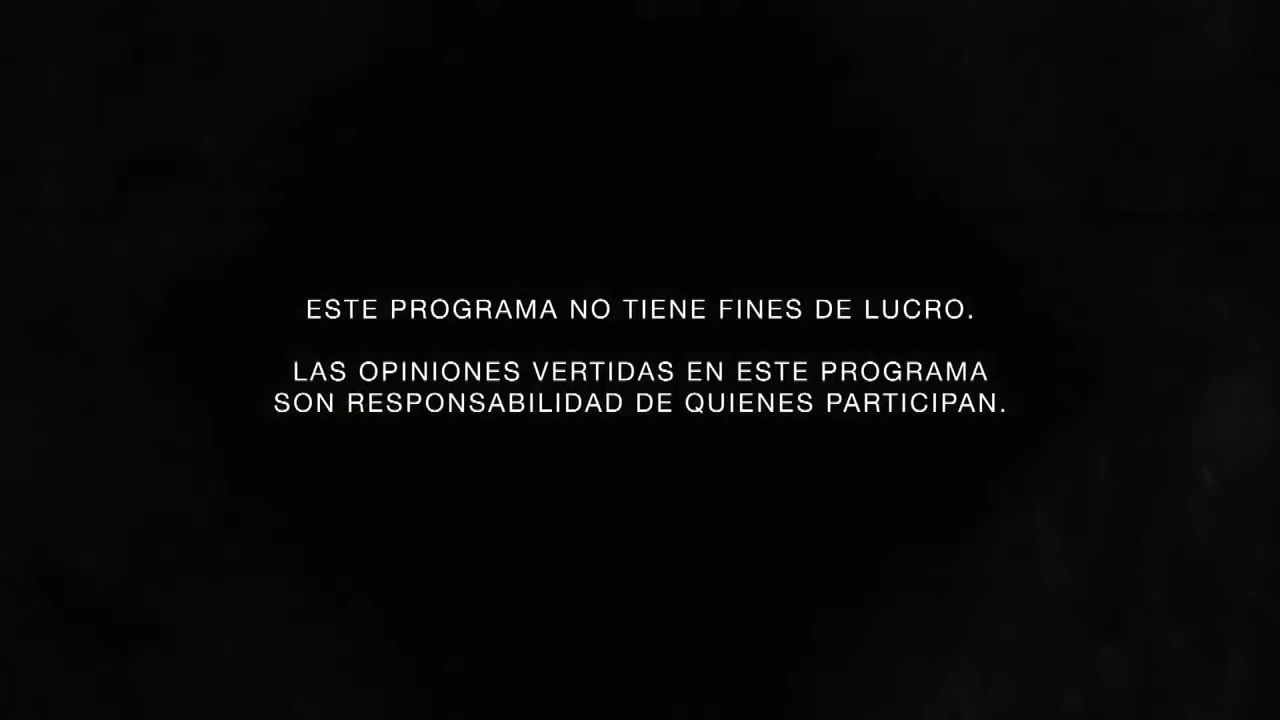 ESTE PROGRAMA NO TIENE FINES DE LUCRO.
LAS OPINIONES VERTIDAS EN ESTE PROGRAMA
SON RESPONSABILIDAD DE QUIENES PARTICIPAN.